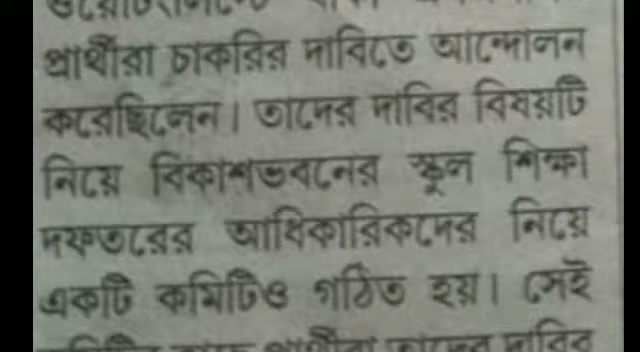 প্রার্থীরা চাকরির দাবিতে আন্দোলন
করেছিলেন। তাদের দাবির বিষয়টি
নিয়ে বিকাশভবনের স্কুল শিক্ষা
দফতরের আধিকারিকদের নিয়ে
একটি কমিটিও গঠিত হয়। সেই
প্রার্থীরা তাদের দাবির